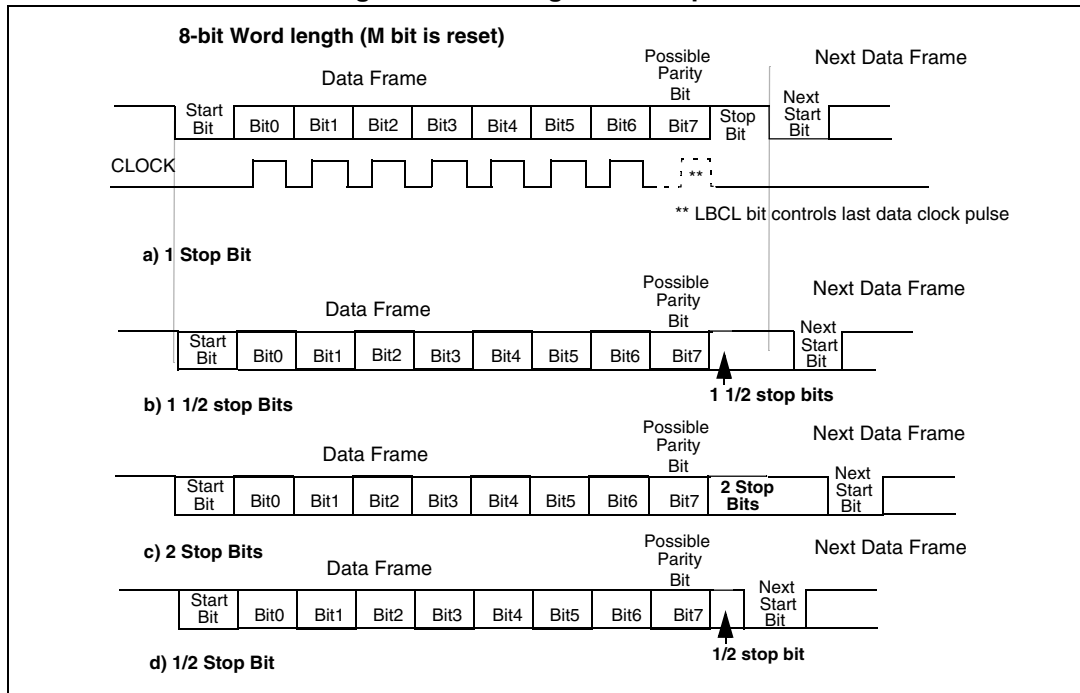 8-bit Word length (M bit is reset)
Possible
Parity
Bit
Next Data Frame
Data Frame
Start
Bit
Bit0
Bit1
Bit2
Bit3
Bit4
Bit5
Bit6
Bit7
Stop
Bit
Next
Start
Bit
CLOCK
**
** LBCL bit controls last data clock pulse
a) 1 Stop Bit
Possible
Parity
Bit
Next Data Frame
Data Frame
Start
Bit
Bit0
Bit1
Bit2
Bit3
Bit4
Bit5
Bit6
Bit7
Next
Start
Bit
1 1/2 stop bits
b) 1 1/2 stop Bits
Possible
Parity
Bit
Next Data Frame
Data Frame
Start
Bit
Bit0
Bit1
Bit2
Bit3
Bit4
Bit5
Bit6
Bit7
2 Stop
Bits
Next
Start
Bit
c) 2 Stop Bits
Possible
Parity
Bit
Next Data Frame
Data Frame
Start
Bit
Bit0
Bit1
Bit2
Bit3
Bit4
Bit5
Bit6
Bit7
Next
Start
Bit
1/2 stop bit
d) 1/2 Stop Bit